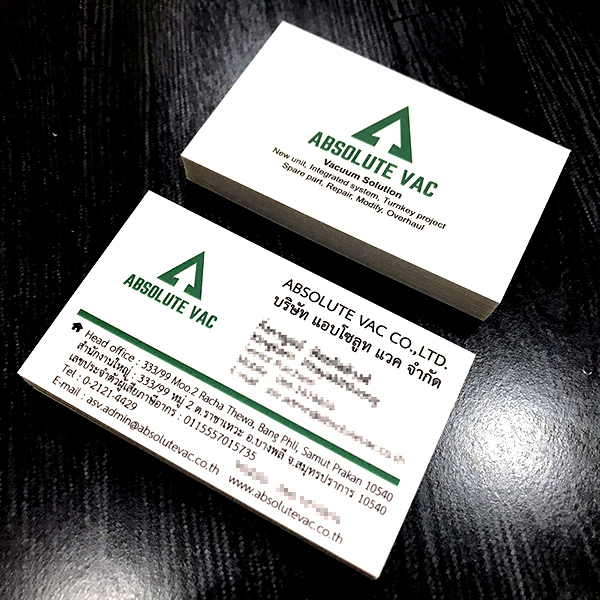 ABSOLUTE VAC
Vacuum Solution
New unit, Integrated system, Turnkey project
Spare part, Repair, Modify, Overhaul
ABSOLUTE VAC
ABSOLUTE VAC CO.,LTD.
บริษัท แอบโซลูท แวค จำกัด
Head office : 333/99 Moo.2 Racha Thewa, Bang Phli, Samut Prakan 10540
สำนักงานใหญ่ : 333/99 หมู่ 2 ต.ราชาเทวะ อ.บางพลี จ.สมุทรปราการ 10540
เลขประจำตัวผู้เสียภาษีอากร : 0115557015735
Tel : 0-2121-4429
E-mail : asv.admin@absolutevac.co.th
www.absolutevac.co.th